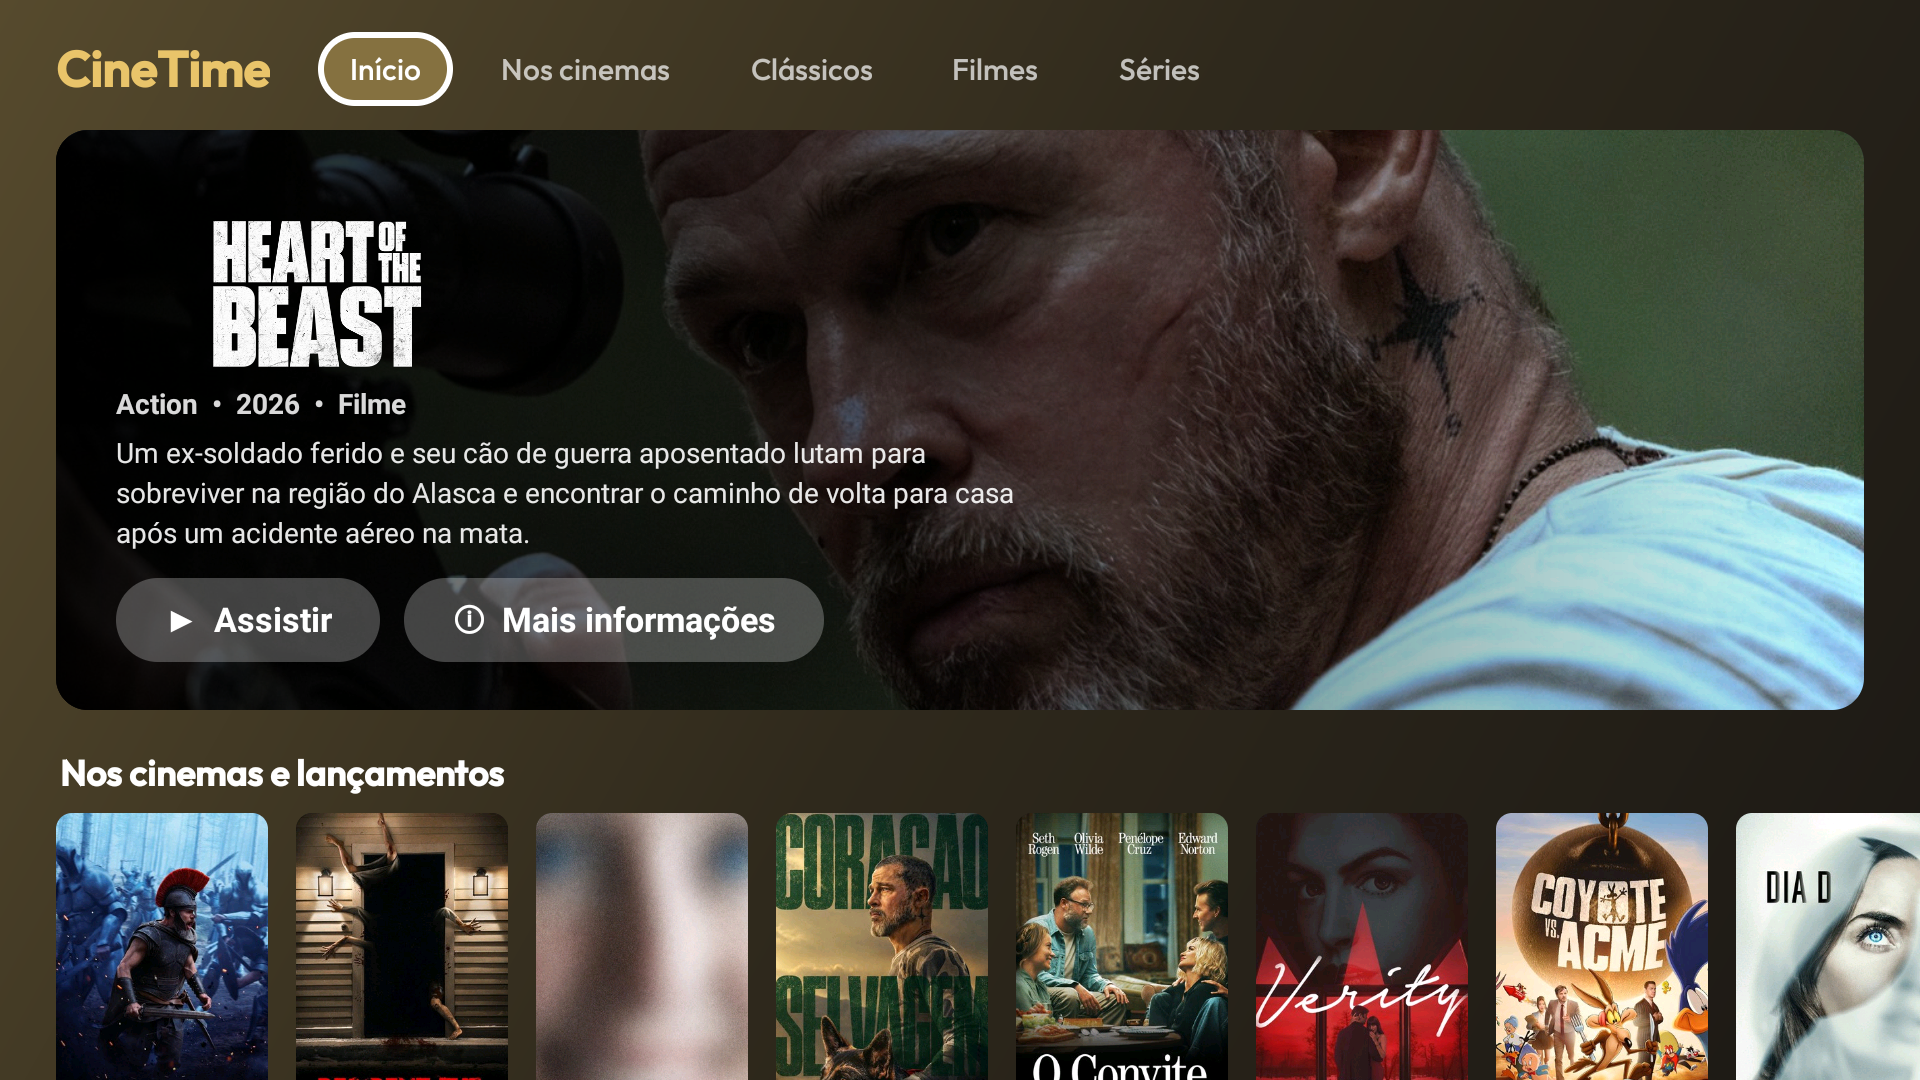 CineTime
Início
Nos cinemas
Clássicos
Filmes
Séries
HEART OF THE
BEAST
Action • 2026 • Filme
Um ex-soldado ferido e seu cão de guerra aposentado lutam para
sobreviver na região do Alasca e encontrar o caminho de volta para casa
após um acidente aéreo na mata.
Assistir
Mais informações
Nos cinemas e lançamentos
CORAÇÃO
SELVAGEM
Seth Rogen
Olivia Wilde
Penélope Cruz
Edward Norton
O Convite
Verity
COYOTE
VS.
ACME
DIA D